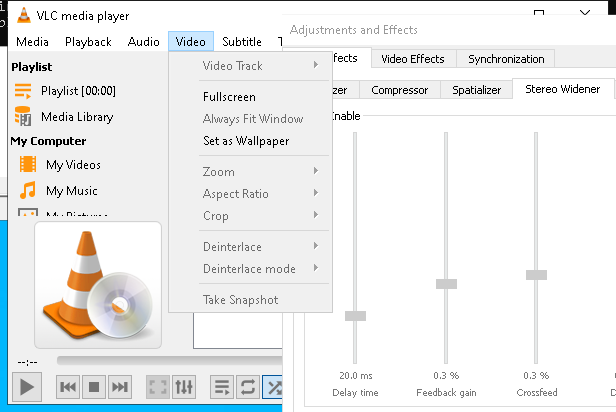 VLC media player
Media Playback Audio Video Subtitle
Playlist
Playlist [00:00]
Media Library
My Computer
My Videos
My Music
My Pictures
--:--
Video Track
Fullscreen
Always Fit Window
Set as Wallpaper
Zoom
Aspect Ratio
Crop
Deinterlace
Deinterlace mode
Take Snapshot
Adjustments and Effects
ffects Video Effects Synchronization
zer Compressor Spatializer Stereo Widener
Enable
20.0 ms 0.3 % 0.3 %
Delay time Feedback gain Crossfeed D